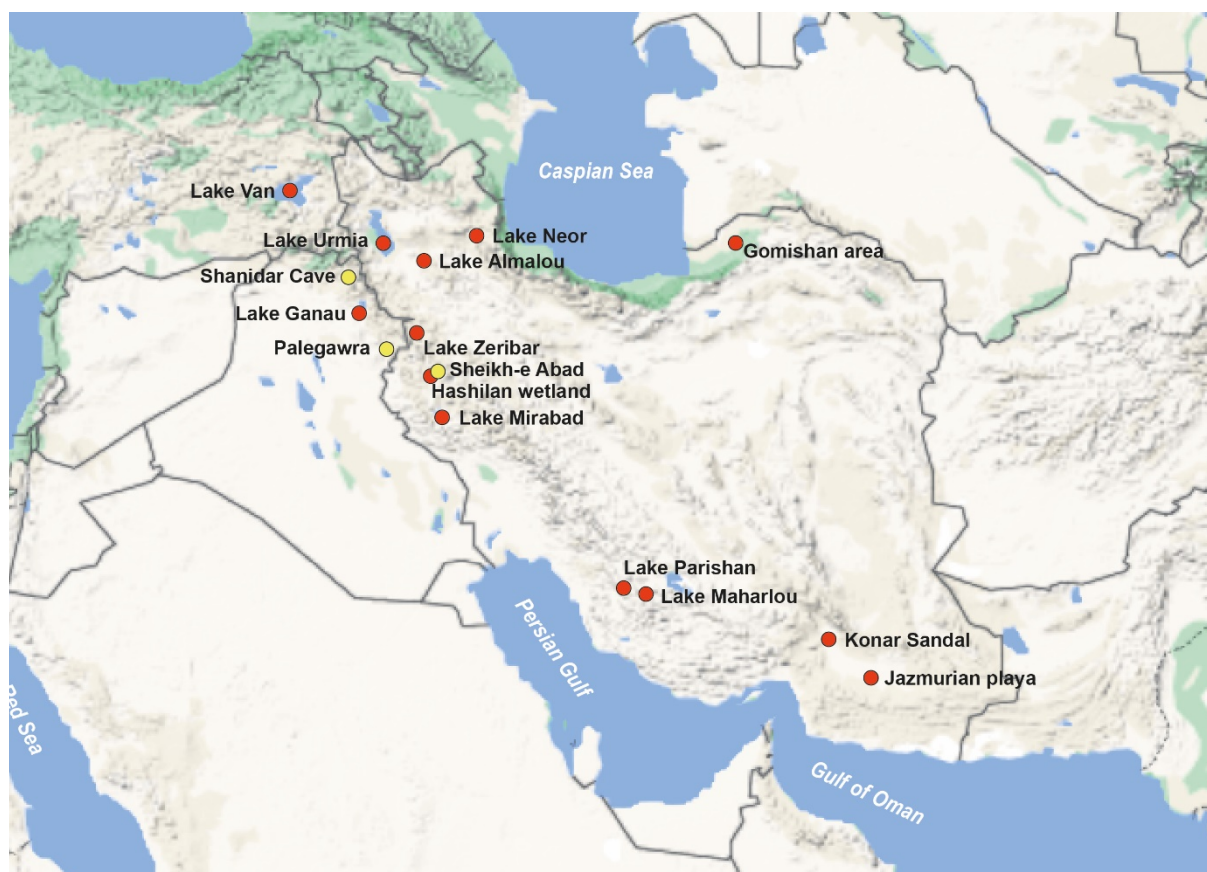 Caspian Sea
Lake Van
Lake Urmia
Lake Neor
Gomishan area
Lake Almalou
Shanidar Cave
Lake Ganau
Palegawra
Lake Zeribar
Sheikh-e Abad
Hashilan wetland
Lake Mirabad
Lake Parishan
Lake Maharlou
Persian Gulf
Konar Sandal
Jazmurian playa
Red Sea
Gulf of Oman